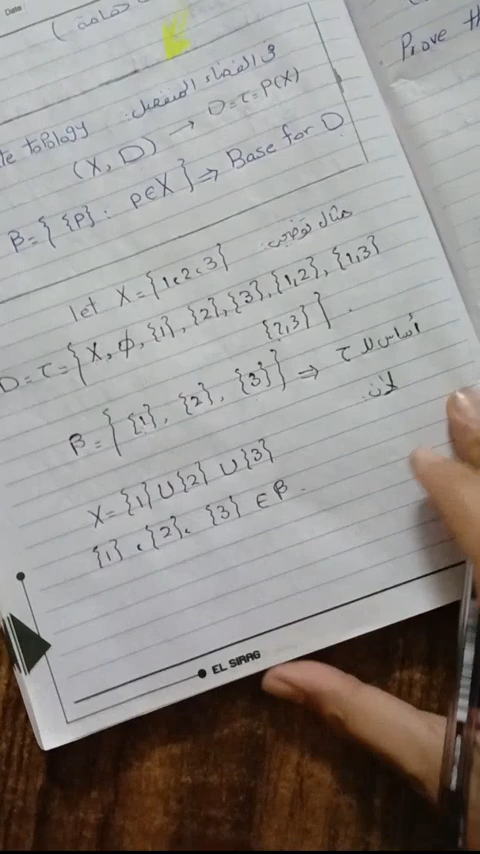 Date
( خاصة )
Prove th
te topology في الفضاء المنفصل:
(X, D) → D=τ=P(X)
β={ {P} : P∈X } ⇒ Base for D.
مثال توضيحي:
let X={1,2,3}
D=τ={X, φ, {1}, {2}, {3}, {1,2}, {1,3}
{2,3}}.
β={ {1}, {2}, {3} } ⇒ أساس لـ τ
لأن:
X={1}∪{2}∪{3}
{1}, {2}, {3} ∈ β.
EL SIRAG